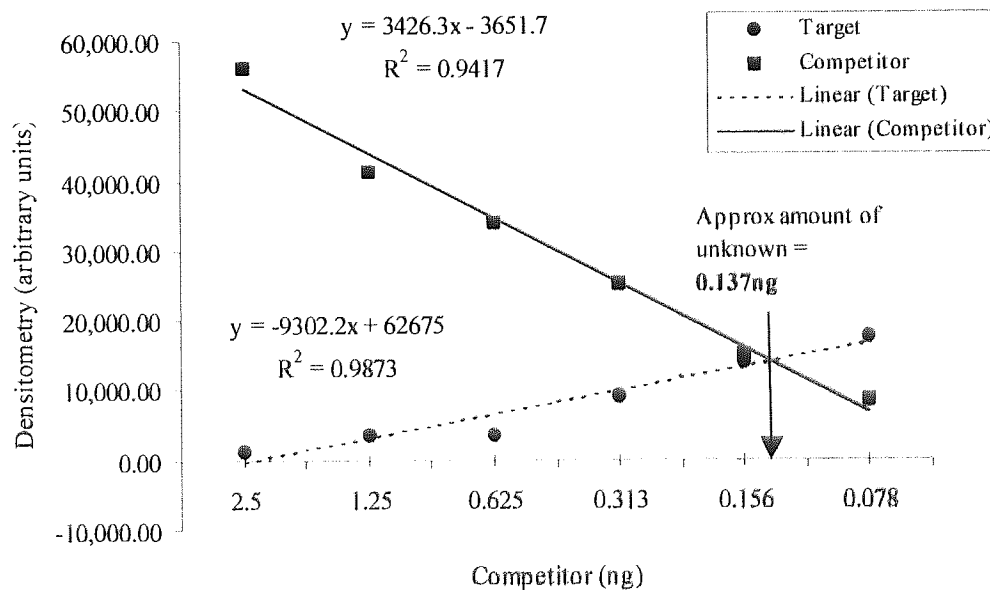 y = 3426.3x - 3651.7
R² = 0.9417
Target
Competitor
Linear (Target)
Linear (Competitor)
60,000.00
50,000.00
40,000.00
30,000.00
20,000.00
10,000.00
0.00
-10,000.00
Densitometry (arbitrary units)
Approx amount of
unknown =
0.137ng
y = -9302.2x + 62675
R² = 0.9873
2.5 1.25 0.625 0.313 0.156 0.078
Competitor (ng)